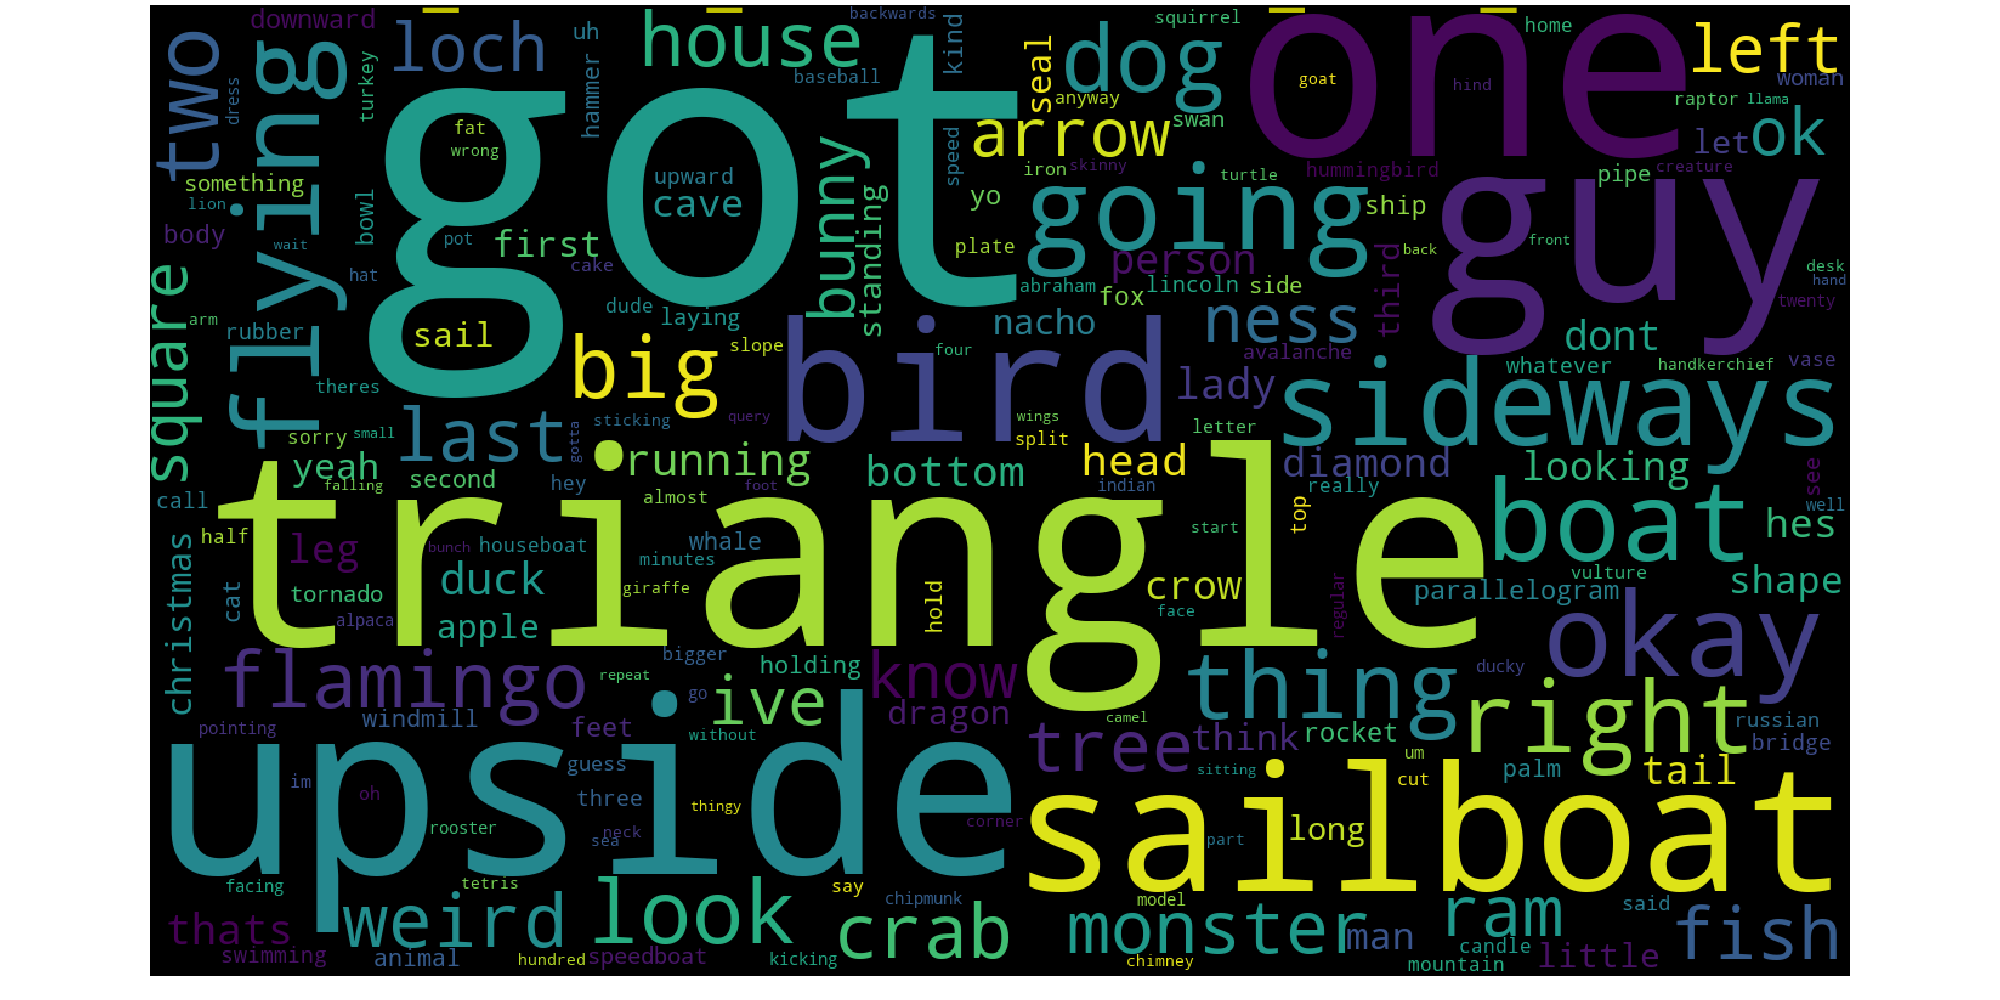 downward
loch
uh
house
backwards
kind
squirrel
home
two
flying
got
hammer
baseball
seal
dog
one
goat
hind
left
woman
dress
turkey
fat
wrong
anyway
arrow
swan
raptor
llama
let
ok
something
lion
body
bowl
upward
cave
bunny
speed
iron
skinny
turtle
hummingbird
pipe
creature
guy
yo
going
ship
wait
pot
first
standing
plate
person
back
front
square
hat
cake
abraham
lincoln
side
third
desk
hand
arm
rubber
sail
dude
laying
fox
twenty
nacho
ness
dont
big
slope
bird
four
avalanche
whatever
handkerchief
vase
theres
lady
sideways
last
sticking
query
wings
sorry
small
gotta
split
letter
yeah
running
bottom
head
diamond
looking
falling
second
hey
foot
indian
really
see
call
almost
triangle
top
boat
well
half
start
hes
christmas
leg
bunch
houseboat
whale
minutes
vulture
cat
tornado
duck
giraffe
hold
crow
regular
parallelogram
shape
alpaca
apple
face
okay
flamingo
bigger
holding
know
thing
ducky
repeat
go
ive
right
pointing
windmill
feet
without
dragon
camel
tree
think
rocket
russian
bridge
upside
guess
um
im
oh
three
thingy
sitting
cut
palm
tail
sailboat
rooster
neck
sea
corner
part
long
facing
tetris
say
chipmunk
model
said
thats
weird
look
crab
monster
man
ram
candle
fish
swimming
animal
hundred
speedboat
kicking
chimney
mountain
little